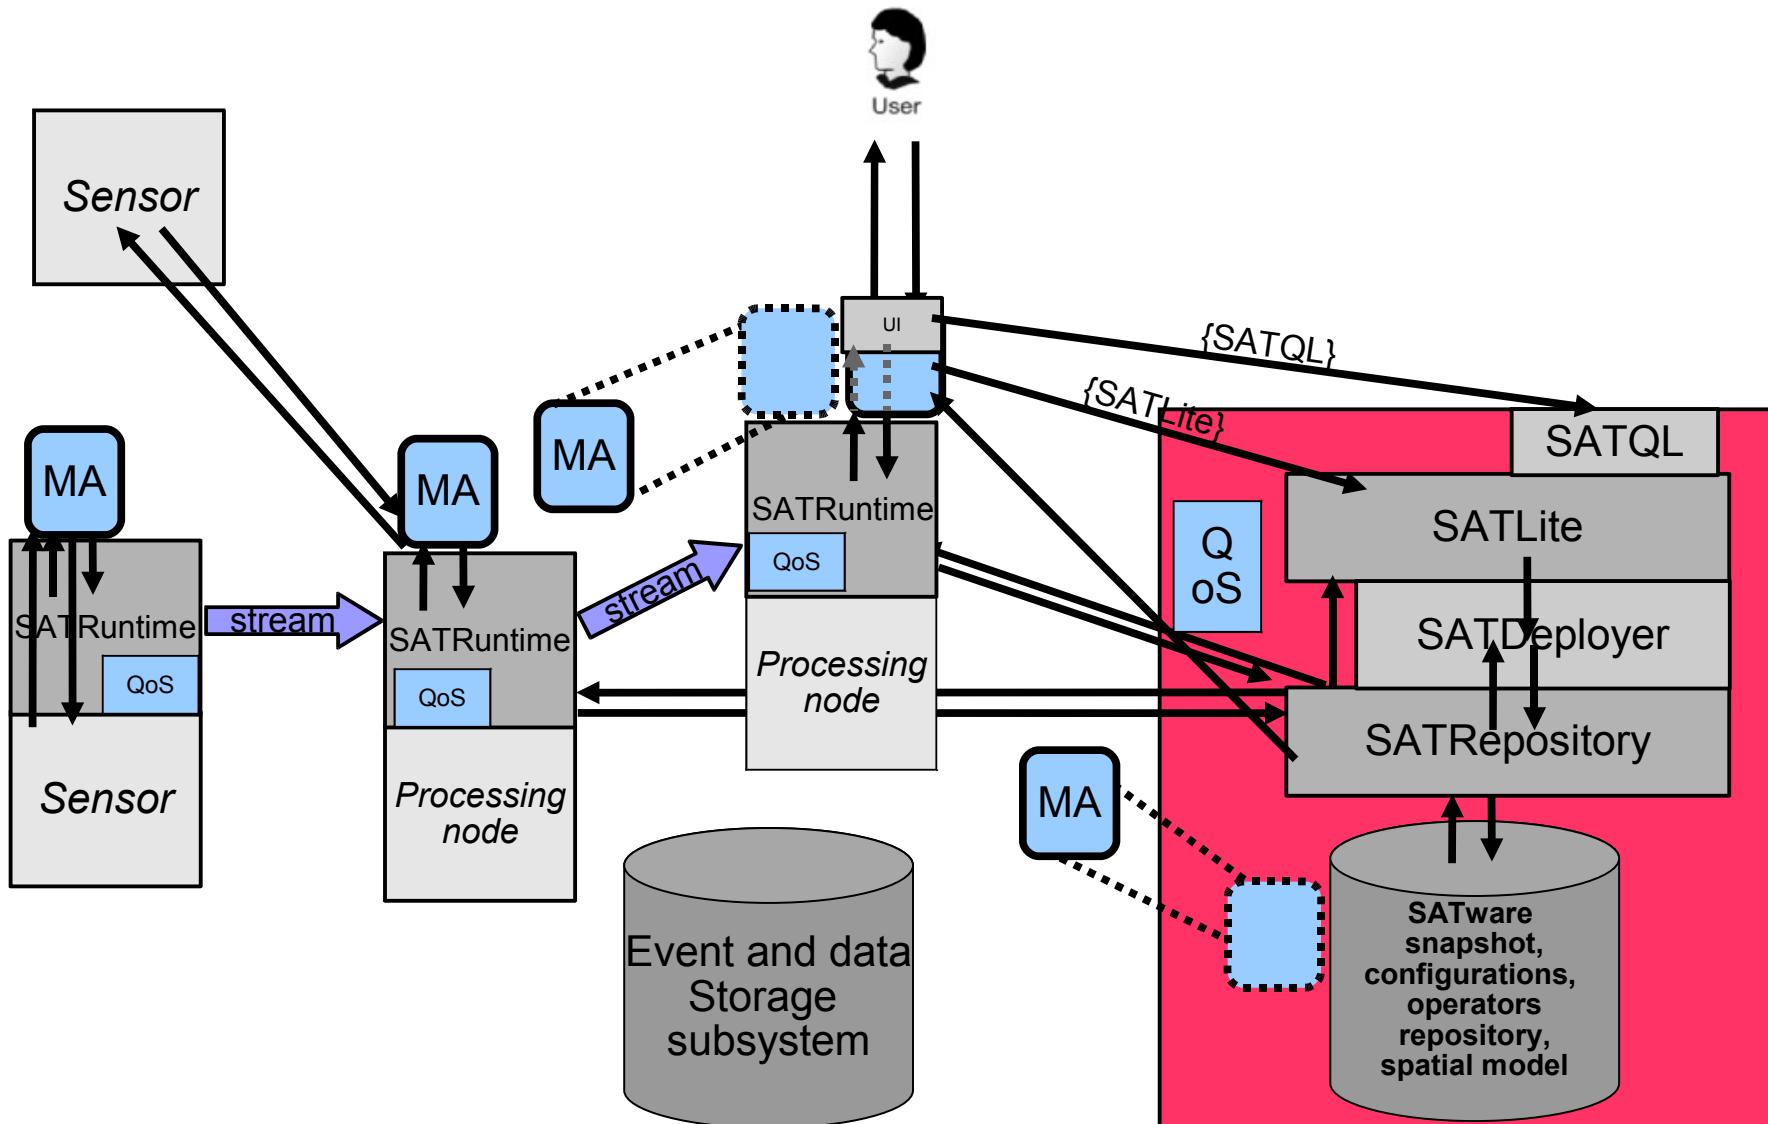 User
Sensor
UI
{SATQL}
{SATLite}
MA
MA
MA
SATQL
SATLite
Q
oS
SATRuntime
QoS
stream
stream
SATRuntime
SATRuntime
QoS
QoS
SATDeployer
Processing
node
SATRepository
Sensor
Processing
node
MA
Event and data
Storage
subsystem
SATware
snapshot,
configurations,
operators
repository,
spatial model